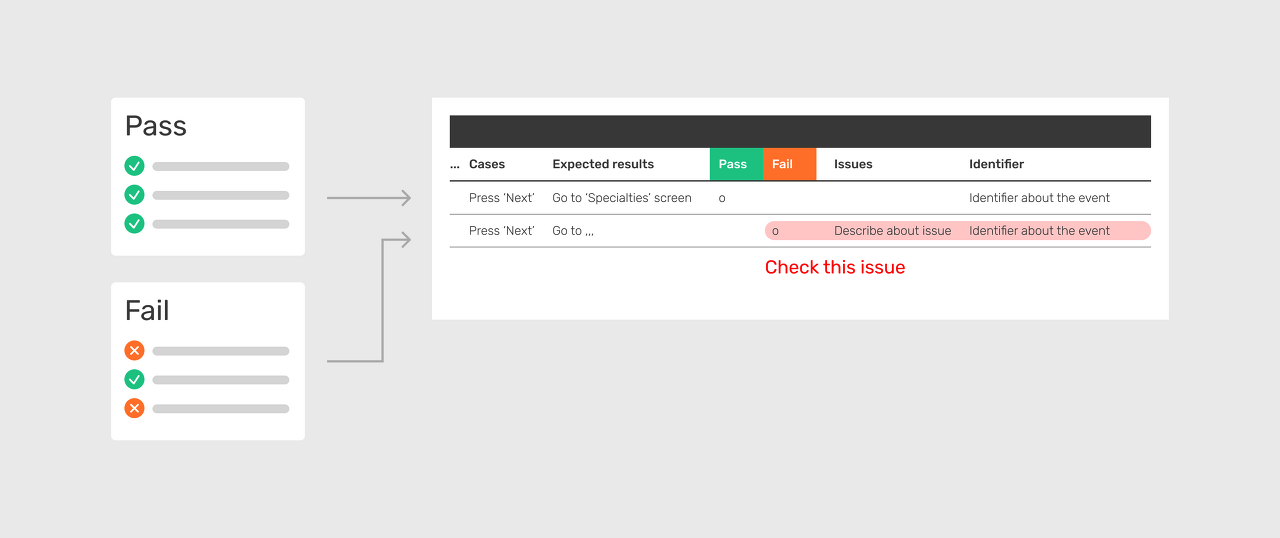 Pass
Fail
... Cases Expected results Pass Fail Issues Identifier
Press ‘Next’ Go to ‘Specialties’ screen o Identifier about the event
Press ‘Next’ Go to ,,, o Describe about issue Identifier about the event
Check this issue